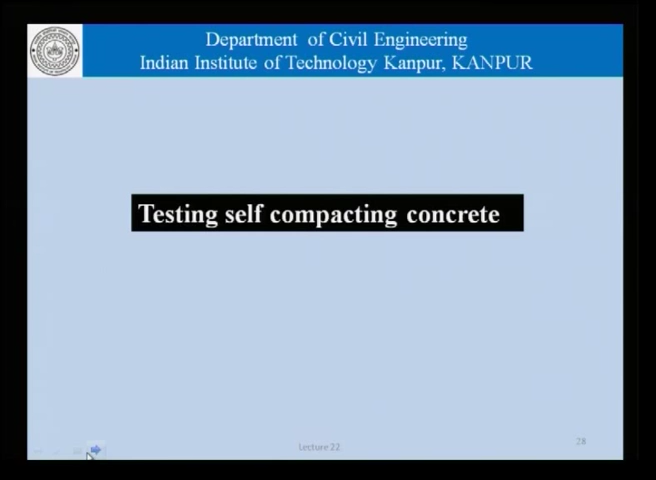 Department of Civil Engineering
Indian Institute of Technology Kanpur, KANPUR
Testing self compacting concrete
Lecture 22
28